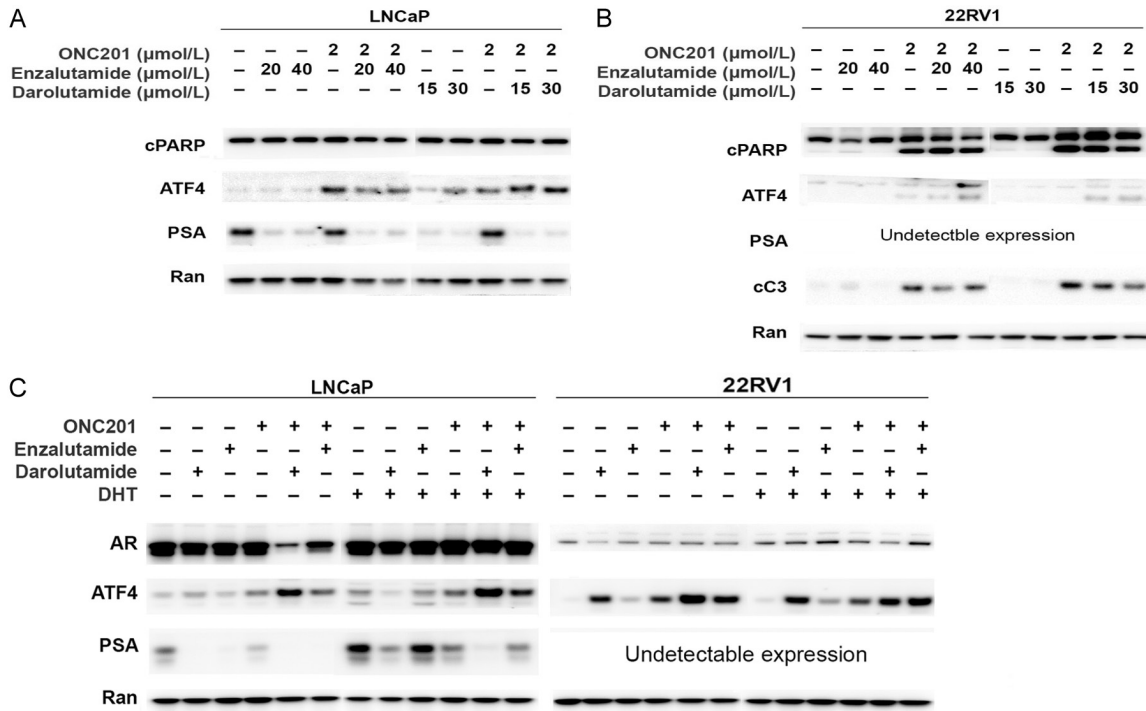 A
LNCaP
ONC201 (µmol/L) – – – 2 2 2 – – 2 2 2
Enzalutamide (µmol/L) – 20 40 – 20 40 – – – – –
Darolutamide (µmol/L) – – – – – – 15 30 – 15 30
cPARP
ATF4
PSA
Ran
B
22RV1
ONC201 (µmol/L) – – – 2 2 2 – – 2 2 2
Enzalutamide (µmol/L) – 20 40 – 20 40 – – – – –
Darolutamide (µmol/L) – – – – – – 15 30 – 15 30
cPARP
ATF4
PSA Undetectble expression
cC3
Ran
C
LNCaP 22RV1
ONC201 – – – + + + – – – + + + – – – + + + – – – + + +
Enzalutamide – – + – – + – – + – – + – – + – – + – – + – – +
Darolutamide – + – – + – – + – – + – – + – – + – – + – – + –
DHT – – – – – – + + + + + + – – – – – – + + + + + +
AR
ATF4
PSA Undetectable expression
Ran